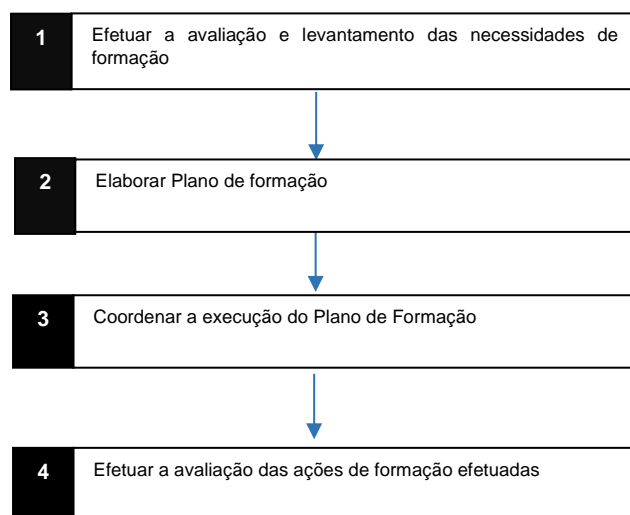 1
Efetuar a avaliação e levantamento das necessidades de
formação
2
Elaborar Plano de formação
3
Coordenar a execução do Plano de Formação
4
Efetuar a avaliação das ações de formação efetuadas